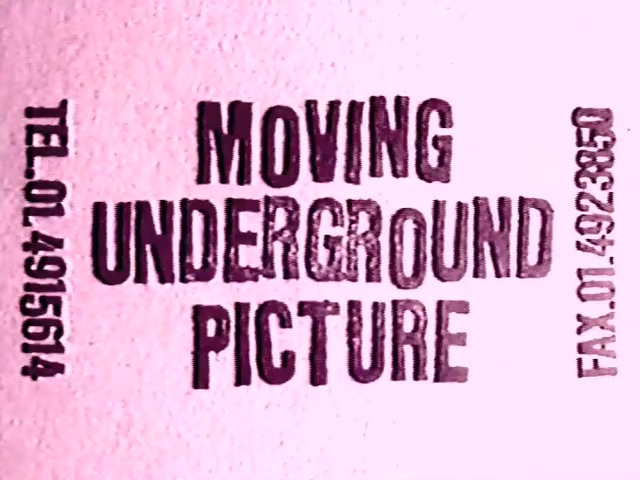 TEL.01.4915614
MOVING
UNDERGROUND
PICTURE
FAX.01.4923850